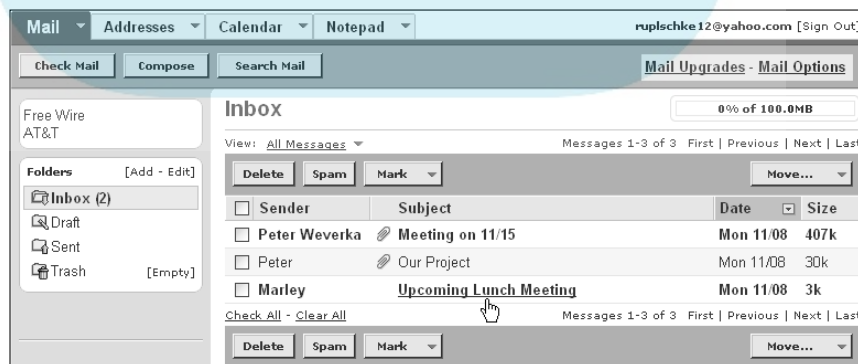 Mail Addresses Calendar Notepad ruplschke12@yahoo.com [Sign Out]
Check Mail Compose Search Mail Mail Upgrades - Mail Options
Free Wire
AT&T
Inbox 0% of 100.0MB
View: All Messages Messages 1-3 of 3 First | Previous | Next | Last
Folders [Add - Edit]
Inbox (2)
Draft
Sent
Trash [Empty]
Delete Spam Mark Move...
Sender Subject Date Size
Peter Weverka Meeting on 11/15 Mon 11/08 407k
Peter Our Project Mon 11/08 30k
Marley Upcoming Lunch Meeting Mon 11/08 3k
Check All - Clear All Messages 1-3 of 3 First | Previous | Next | Last
Delete Spam Mark Move...